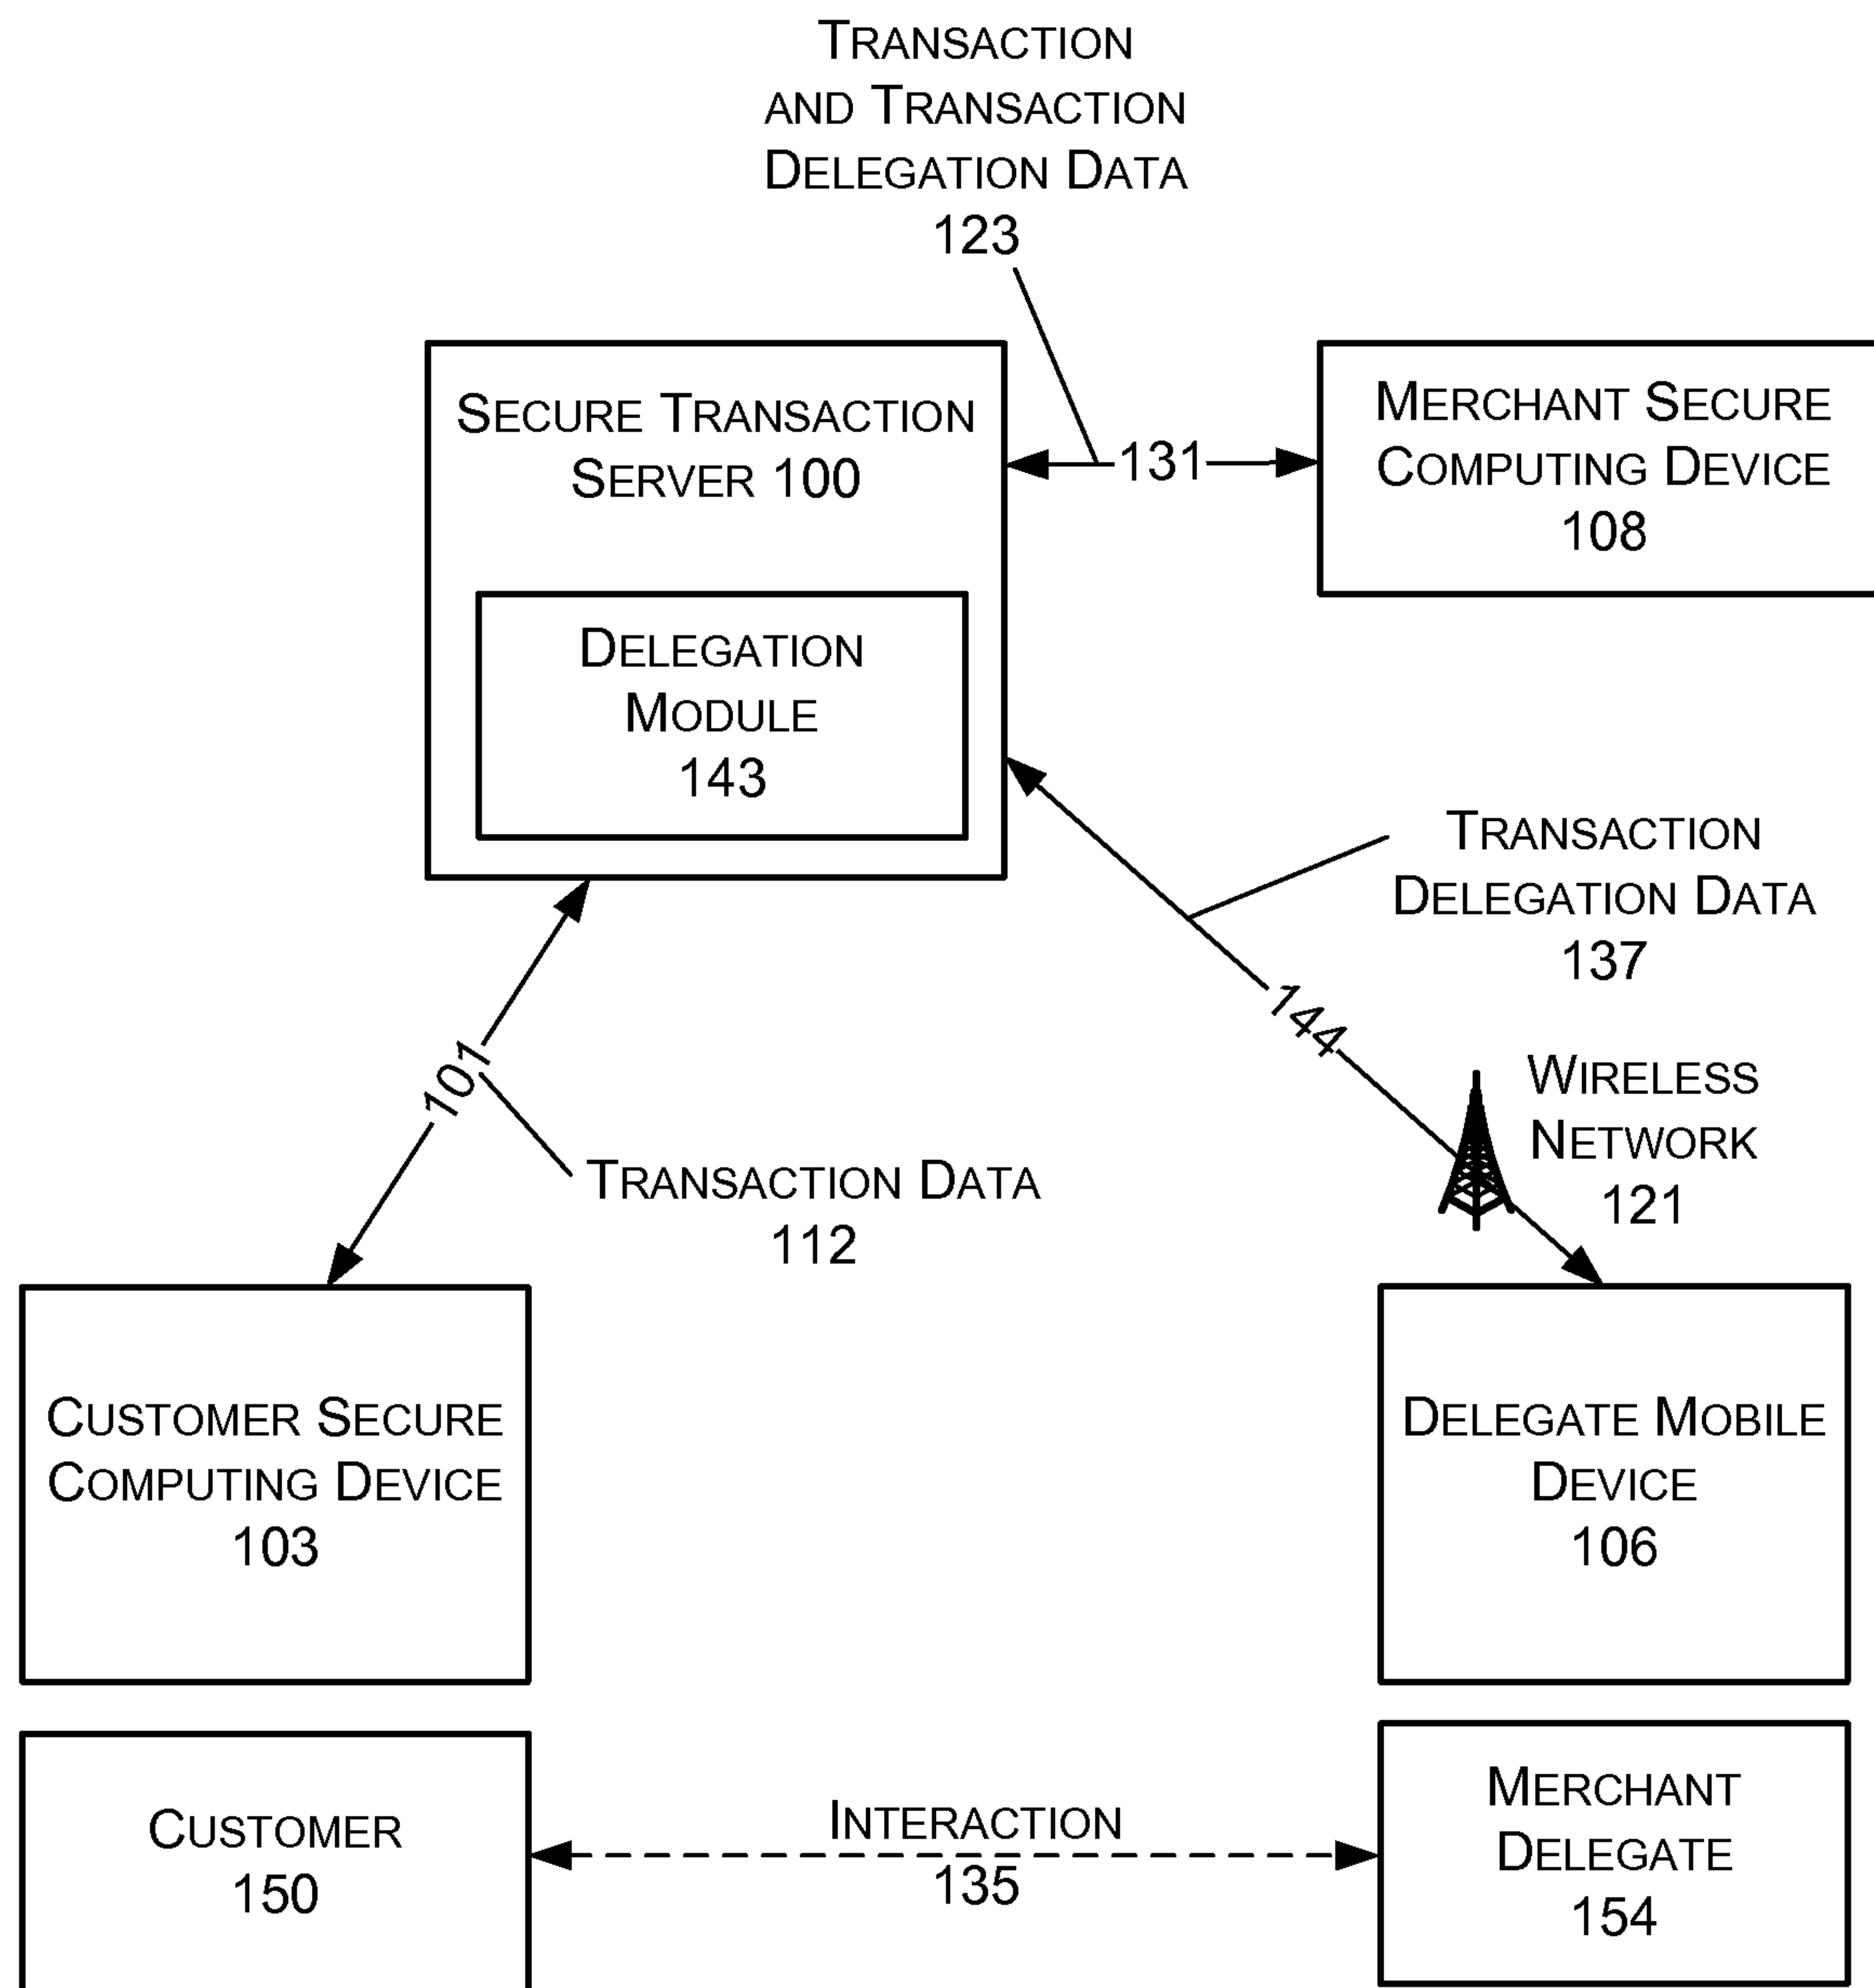 TRANSACTION
AND TRANSACTION
DELEGATION DATA
123
SECURE TRANSACTION
SERVER 100
131
MERCHANT SECURE
COMPUTING DEVICE
108
DELEGATION
MODULE
143
TRANSACTION
DELEGATION DATA
137
144
WIRELESS
NETWORK
121
101
TRANSACTION DATA
112
CUSTOMER SECURE
COMPUTING DEVICE
103
DELEGATE MOBILE
DEVICE
106
CUSTOMER
150
INTERACTION
135
MERCHANT
DELEGATE
154